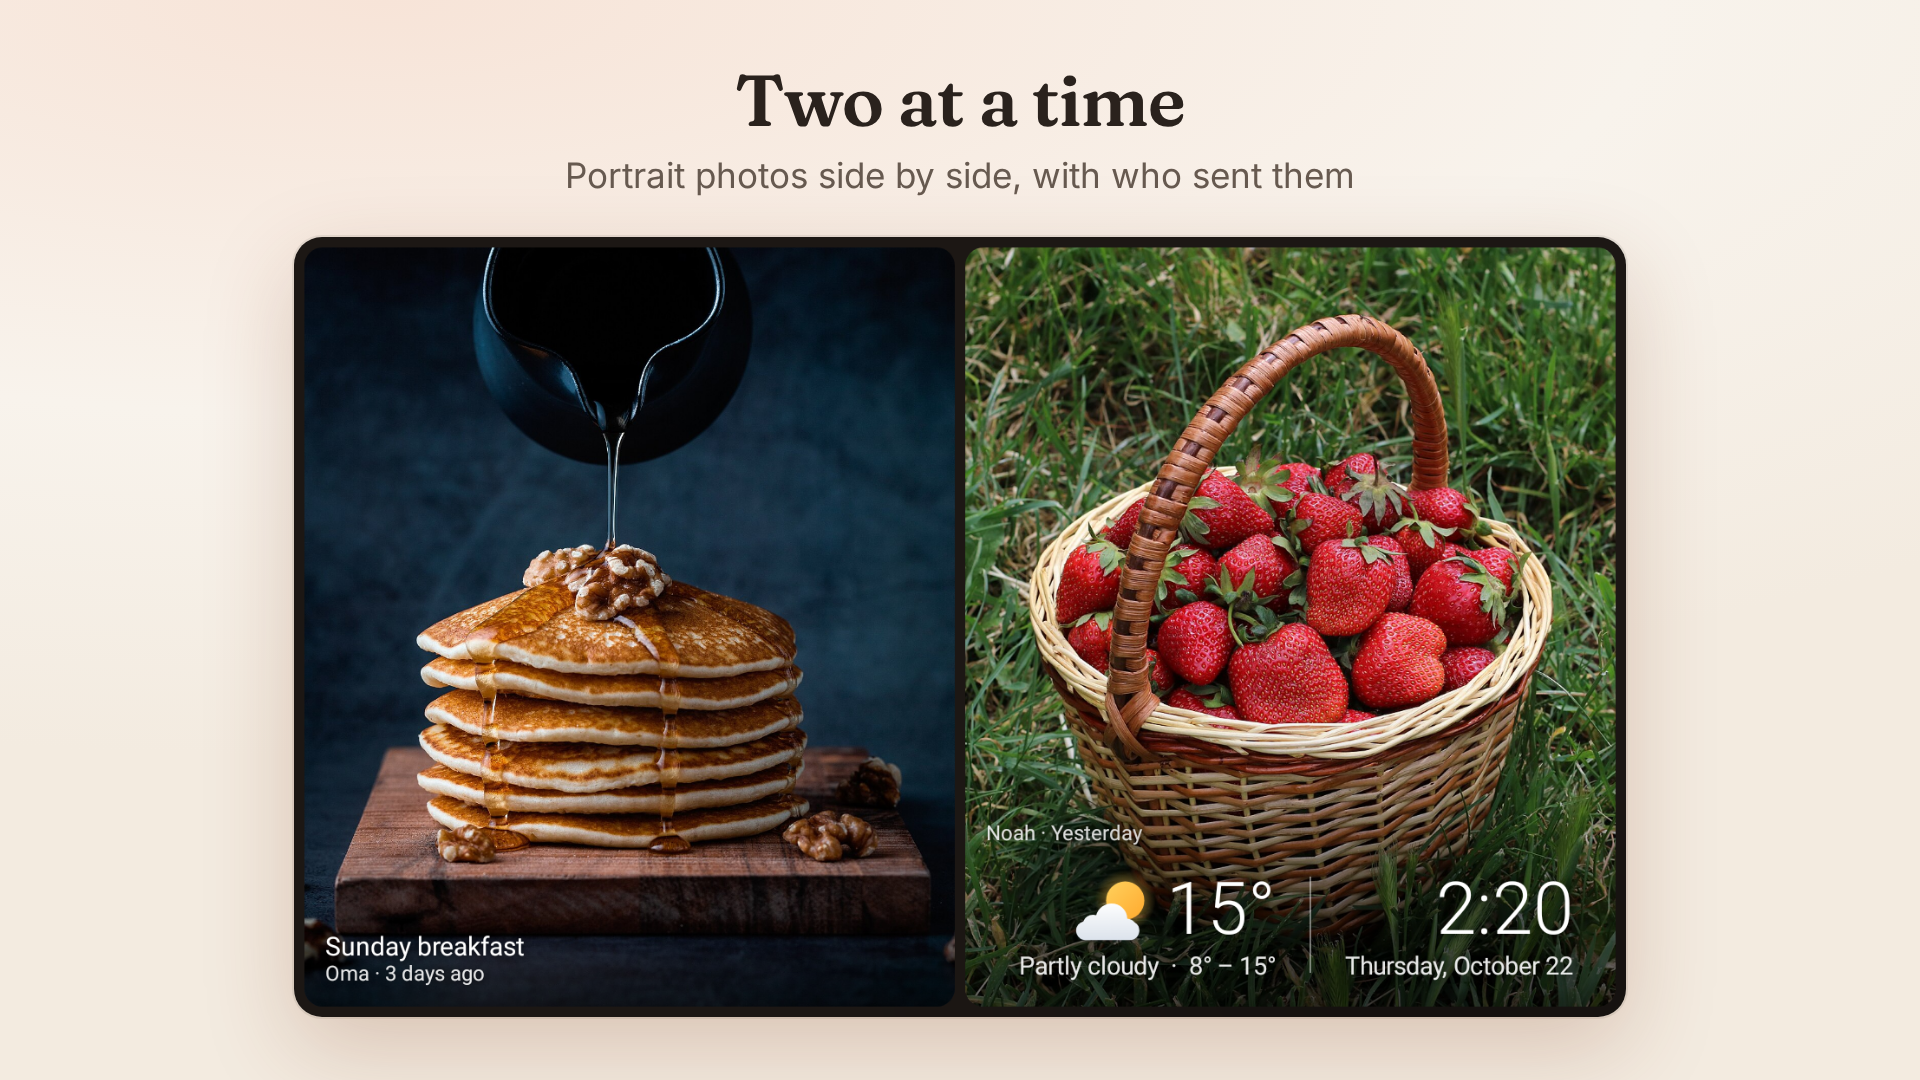 Two at a time
Portrait photos side by side, with who sent them
Sunday breakfast
Oma · 3 days ago
Noah · Yesterday
15°
Partly cloudy · 8° – 15°
2:20
Thursday, October 22